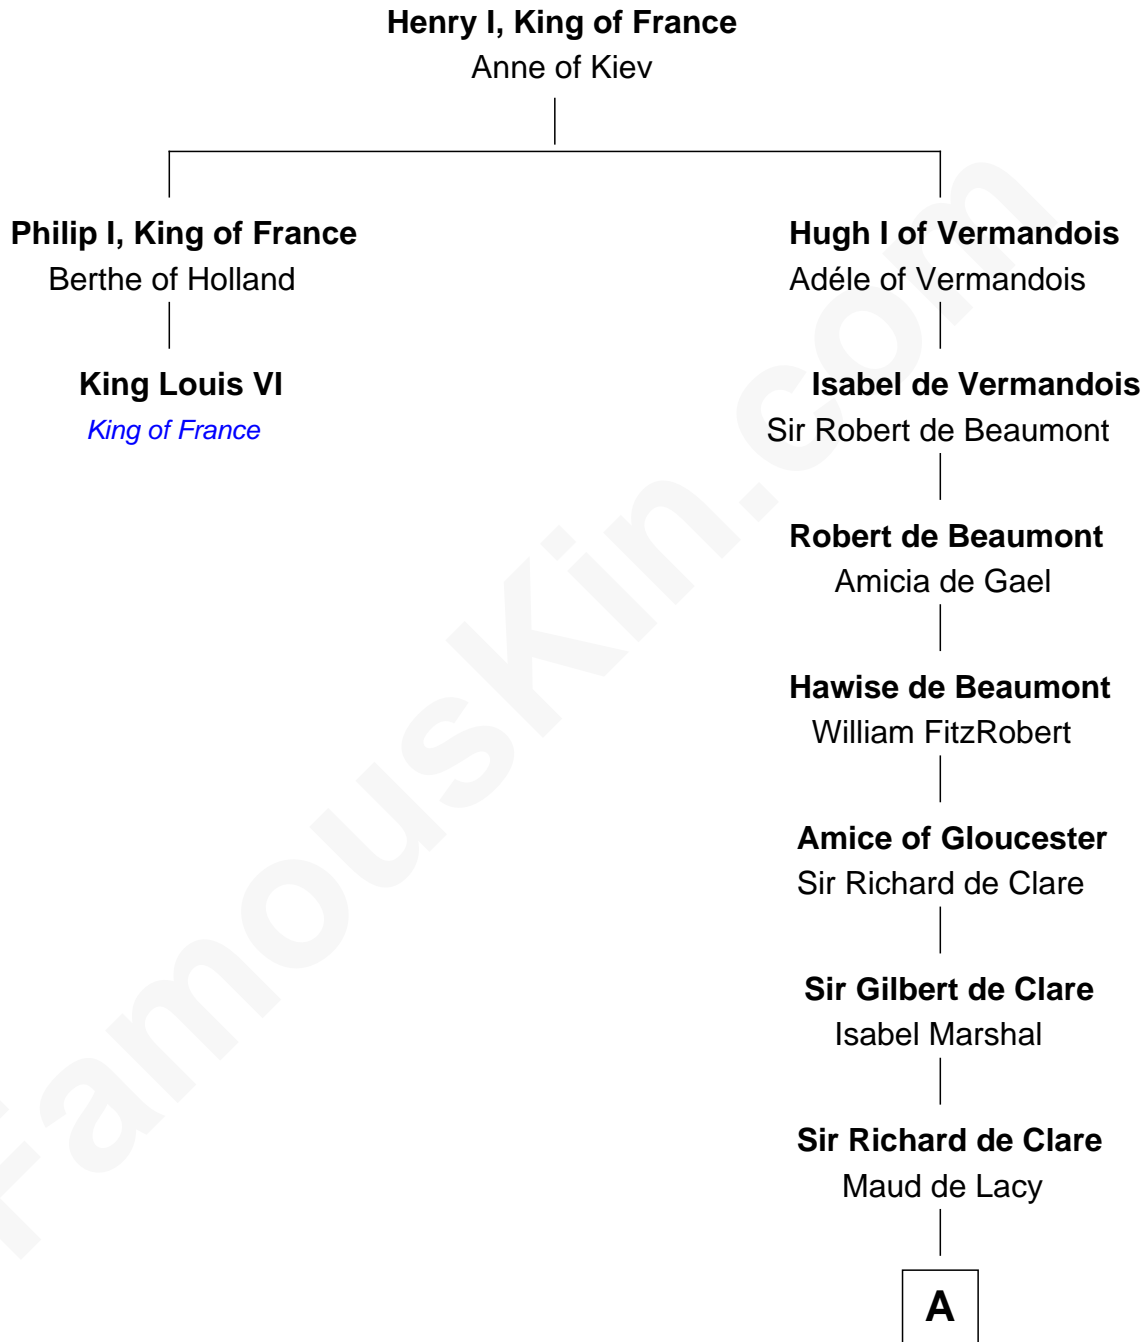 Henry I, King of France
Anne of Kiev
Philip I, King of France
Berthe of Holland
King Louis VI
King of France
Hugh I of Vermandois
Adéle of Vermandois
Isabel de Vermandois
Sir Robert de Beaumont
Robert de Beaumont
Amicia de Gael
Hawise de Beaumont
William FitzRobert
Amice of Gloucester
Sir Richard de Clare
Sir Gilbert de Clare
Isabel Marshal
Sir Richard de Clare
Maud de Lacy
A
FamousKin.com